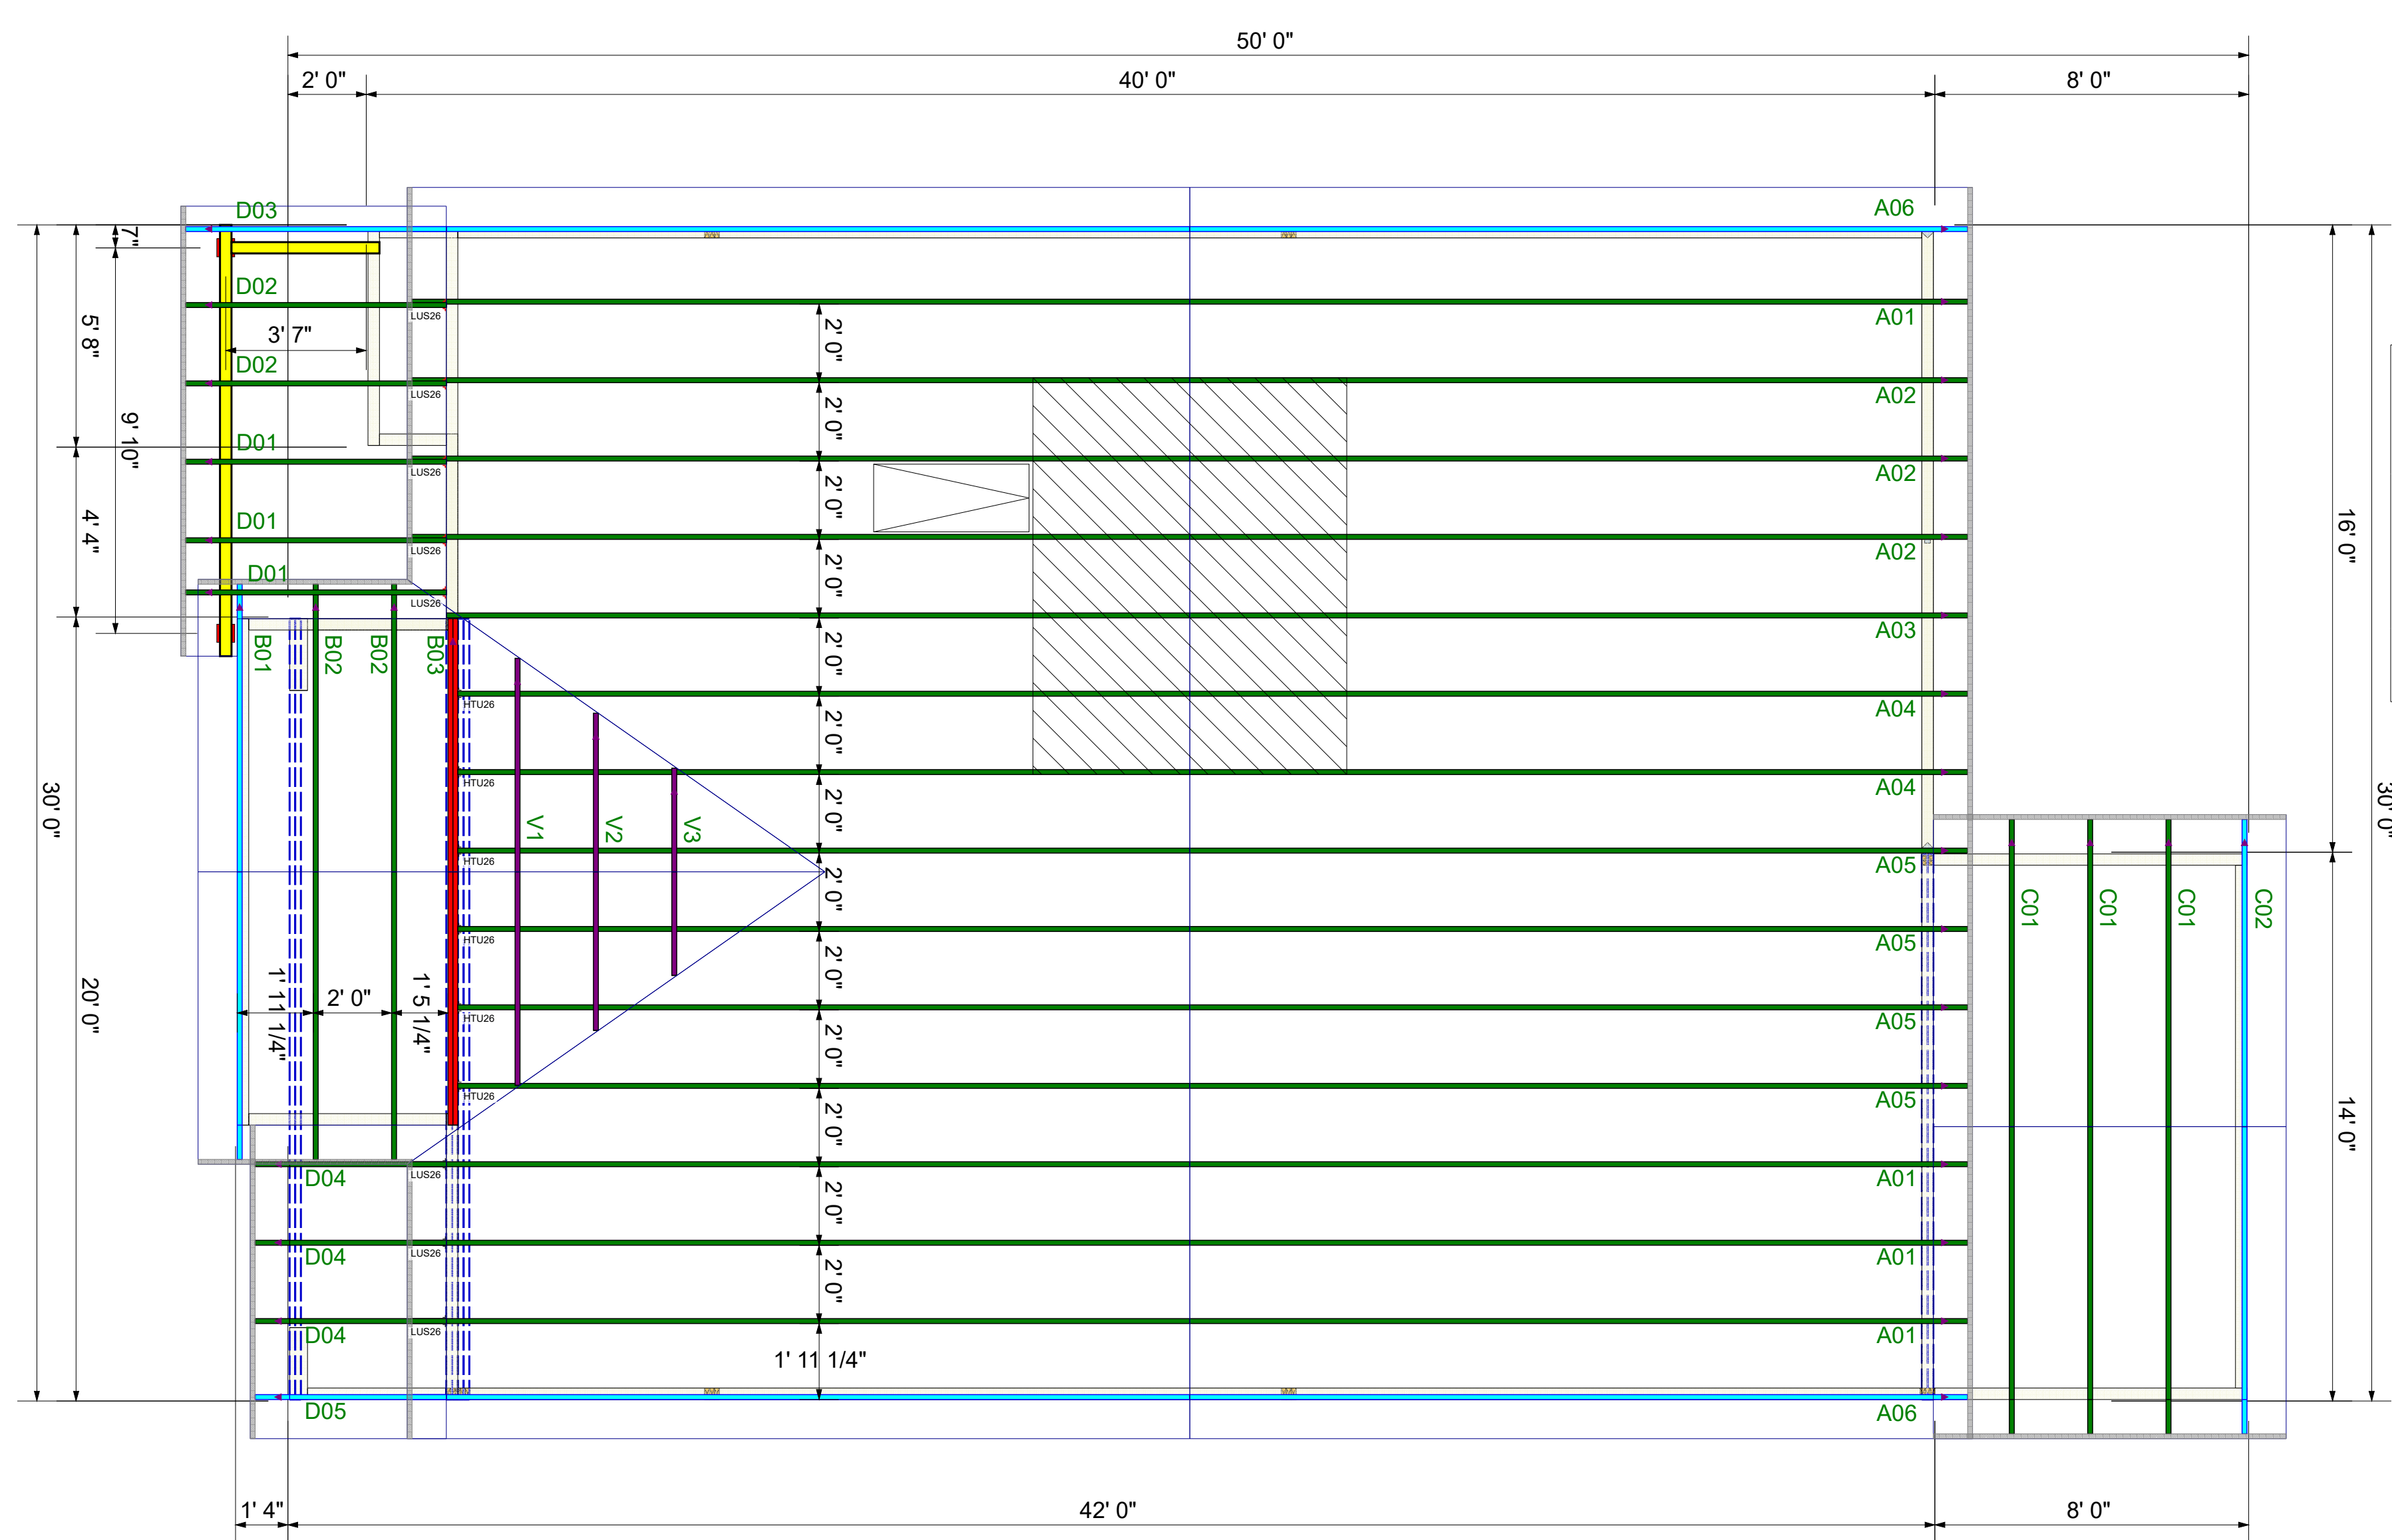 50' 0"
2' 0"
40' 0"
8' 0"
D03
A06
7"
D02
LUS26
A01
2' 0"
5' 8"
3' 7"
D02
LUS26
A02
2' 0"
9' 10"
D01
LUS26
A02
2' 0"
4' 4"
D01
LUS26
A02
16' 0"
2' 0"
D01
LUS26
A03
B01
B02
B02
B03
2' 0"
HTU26
A04
2' 0"
HTU26
A04
30' 0"
30' 0"
V1
V2
V3
2' 0"
HTU26
A05
2' 0"
C01
C01
C01
C02
HTU26
A05
2' 0"
20' 0"
1' 11 1/4"
2' 0"
1' 5 1/4"
HTU26
A05
2' 0"
HTU26
A05
14' 0"
2' 0"
D04
LUS26
A01
2' 0"
D04
LUS26
A01
2' 0"
D04
LUS26
A01
1' 11 1/4"
D05
A06
1' 4"
42' 0"
8' 0"